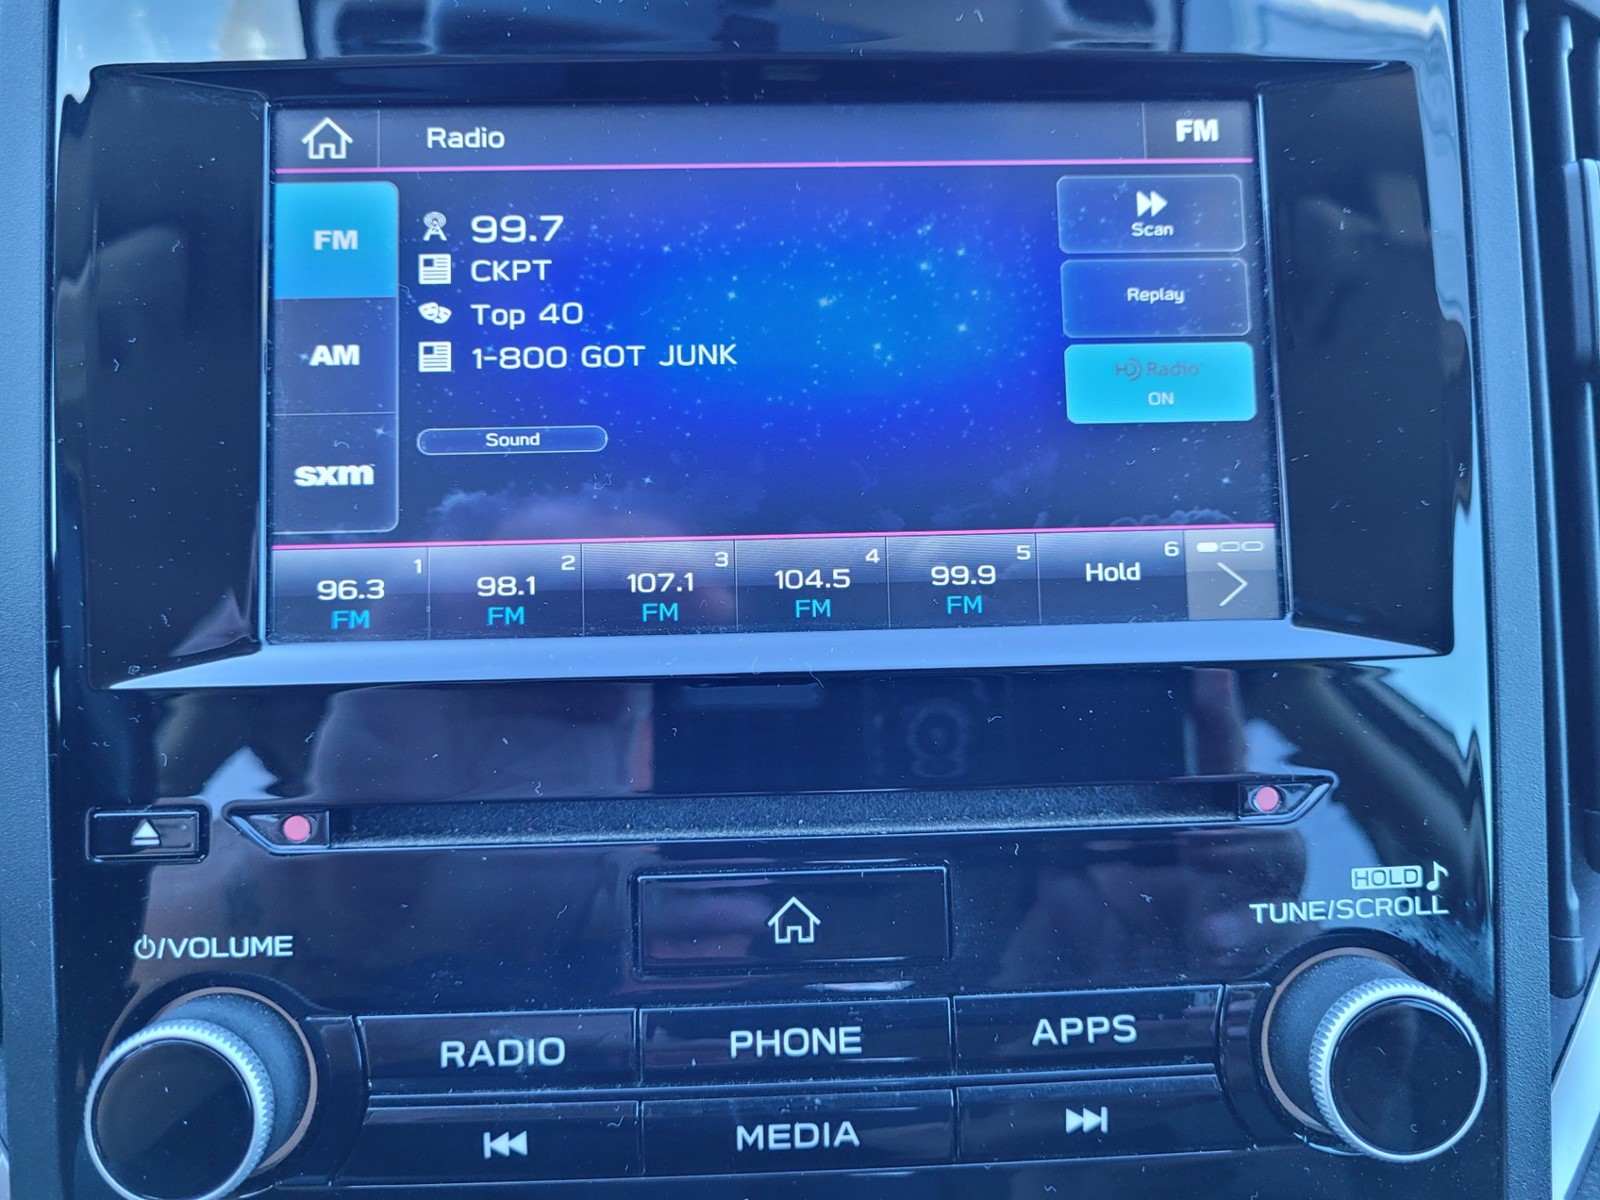 Radio
FM
FM
AM
sxm
99.7
CKPT
Top 40
1-800 GOT JUNK
Sound
Scan
Replay
HD Radio
ON
1
96.3
FM
2
98.1
FM
3
107.1
FM
4
104.5
FM
5
99.9
FM
6
Hold
/VOLUME
HOLD
TUNE/SCROLL
RADIO
PHONE
APPS
MEDIA